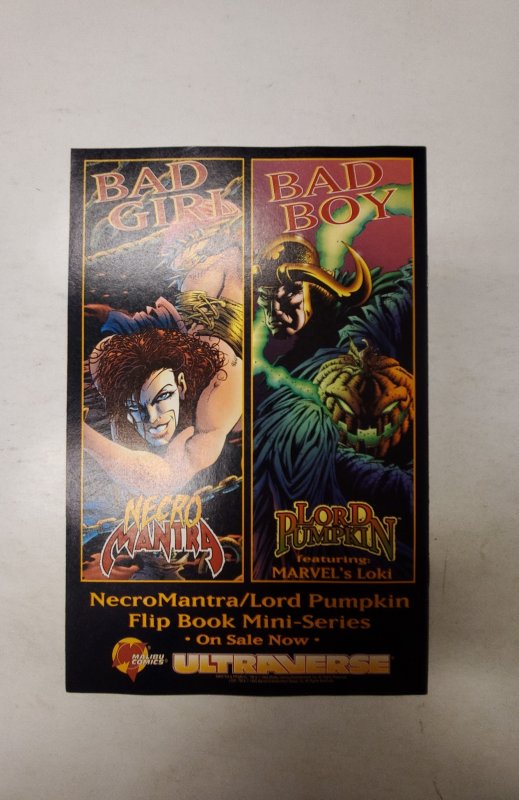 BAD
GIRL
BAD
BOY
NECRO
MANTRA
LORD
PUMPKIN
featuring:
MARVEL's Loki
NecroMantra/Lord Pumpkin
Flip Book Mini-Series
• On Sale Now •
MALIBU
COMICS®
ULTRAVERSE